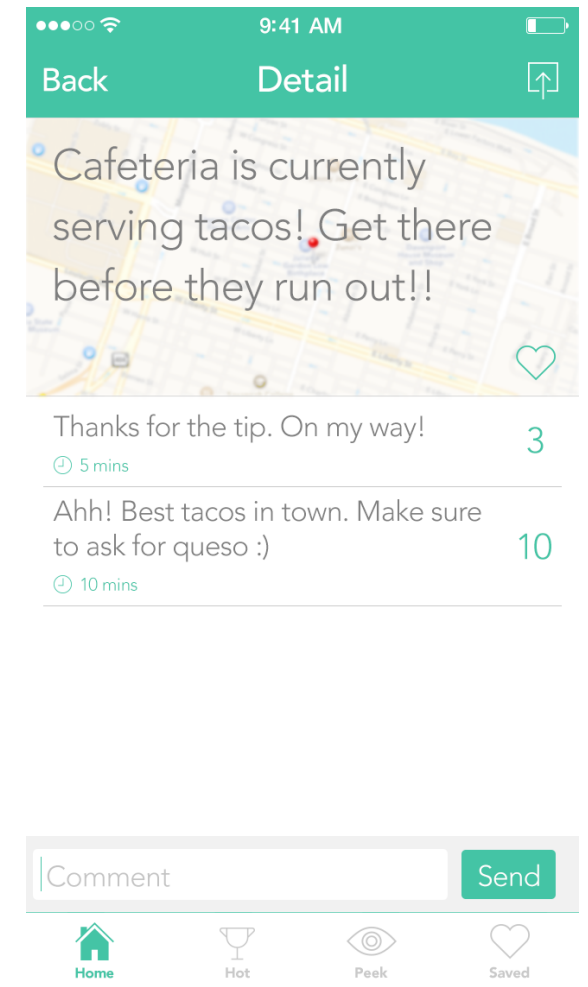 9:41 AM
Back
Detail
Cafeteria is currently
serving tacos! Get there
before they run out!!
Thanks for the tip. On my way!
3
5 mins
Ahh! Best tacos in town. Make sure
to ask for queso :)
10
10 mins
Comment
Send
Home
Hot
Peek
Saved